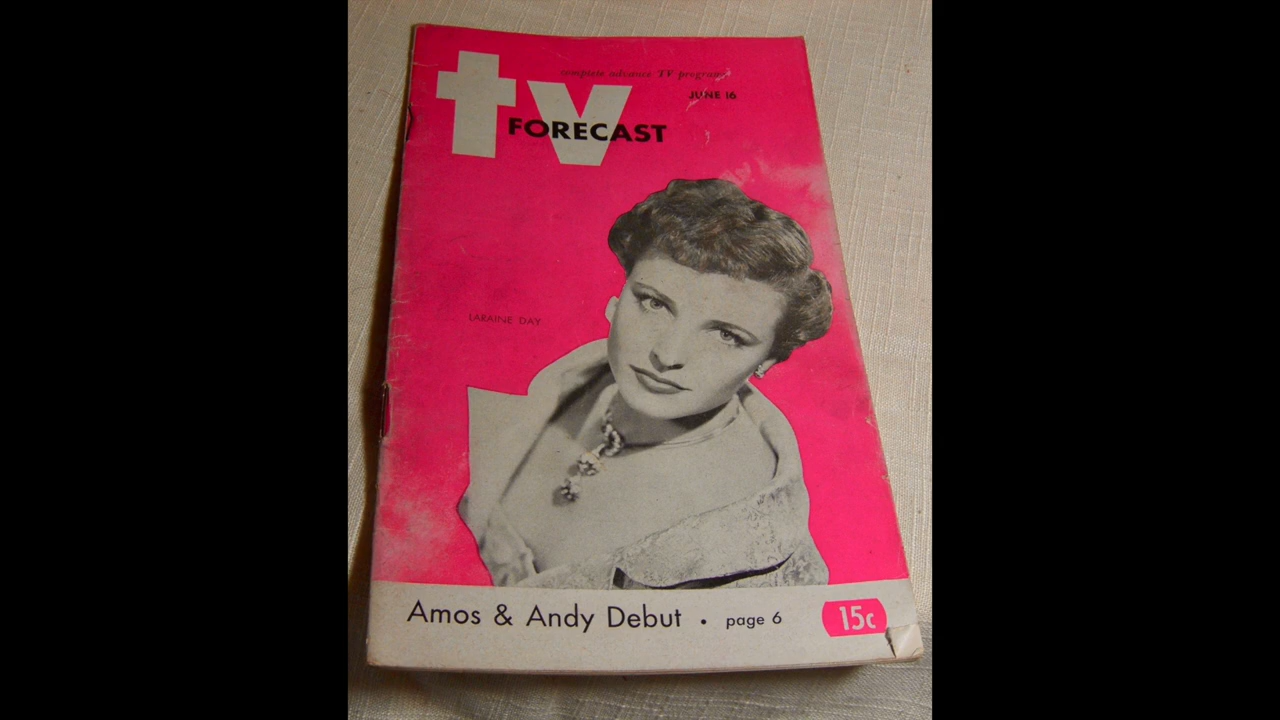 complete advance TV programs
JUNE 16
tv
FORECAST
LARAINE DAY
Amos & Andy Debut • page 6
15c